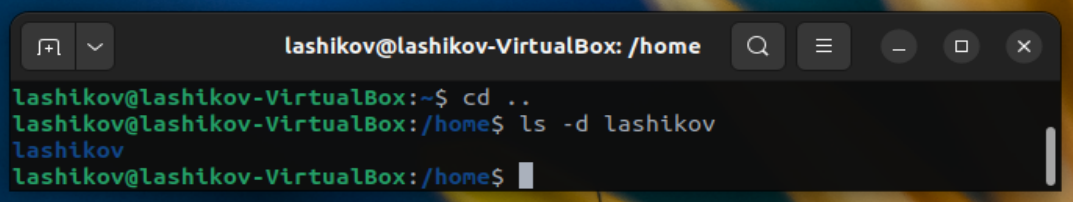 lashikov@lashikov-VirtualBox: /home
lashikov@lashikov-VirtualBox:~$ cd ..
lashikov@lashikov-VirtualBox:/home$ ls -d lashikov
lashikov
lashikov@lashikov-VirtualBox:/home$